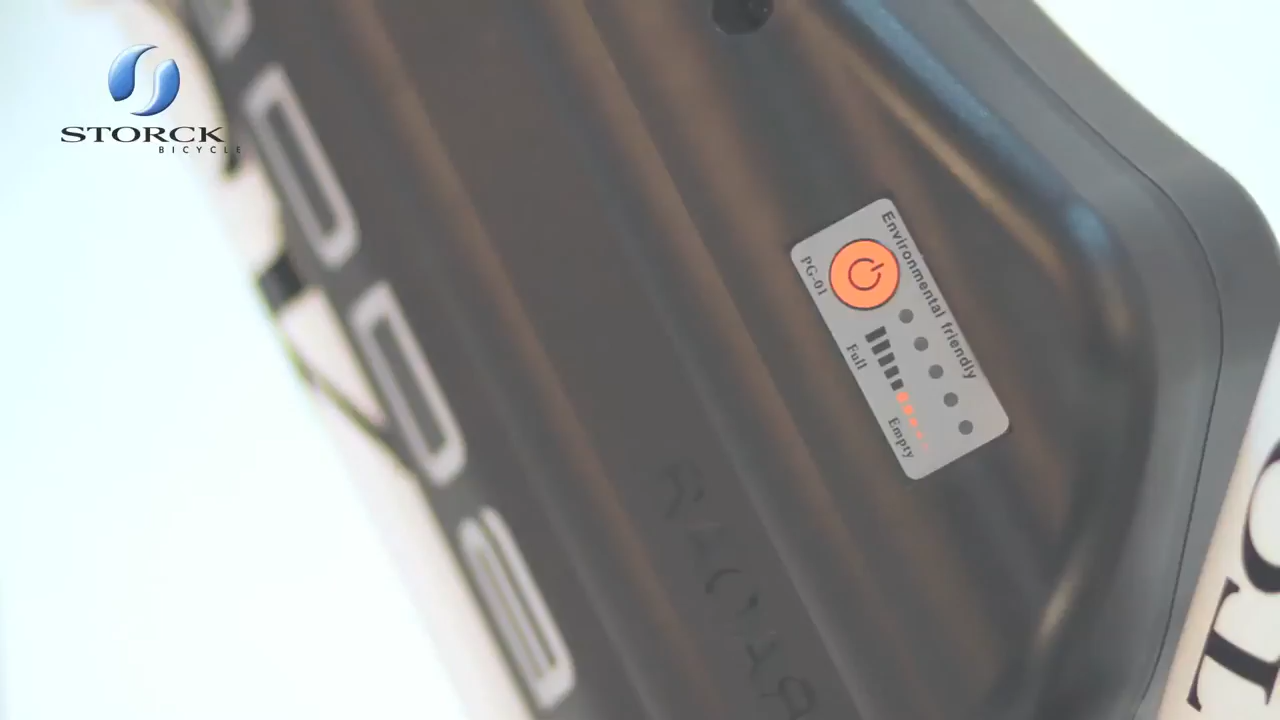 STORCK
BICYCLE
Environmental friendly
PG-01
Full
Empty